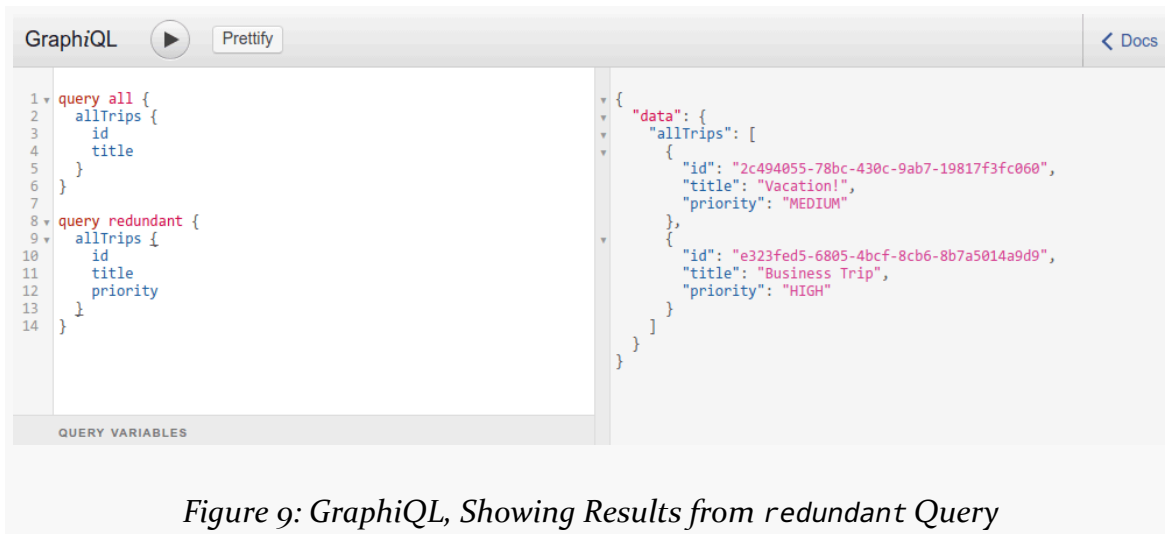 GraphiQL
Prettify
Docs
1 query all {
2 allTrips {
3 id
4 title
5 }
6 }
7
8 query redundant {
9 allTrips {
10 id
11 title
12 priority
13 }
14 }
QUERY VARIABLES
{
"data": {
"allTrips": [
{
"id": "2c494055-78bc-430c-9ab7-19817f3fc060",
"title": "Vacation!",
"priority": "MEDIUM"
},
{
"id": "e323fed5-6805-4bcf-8cb6-8b7a5014a9d9",
"title": "Business Trip",
"priority": "HIGH"
}
]
}
}
Figure 9: GraphiQL, Showing Results from redundant Query